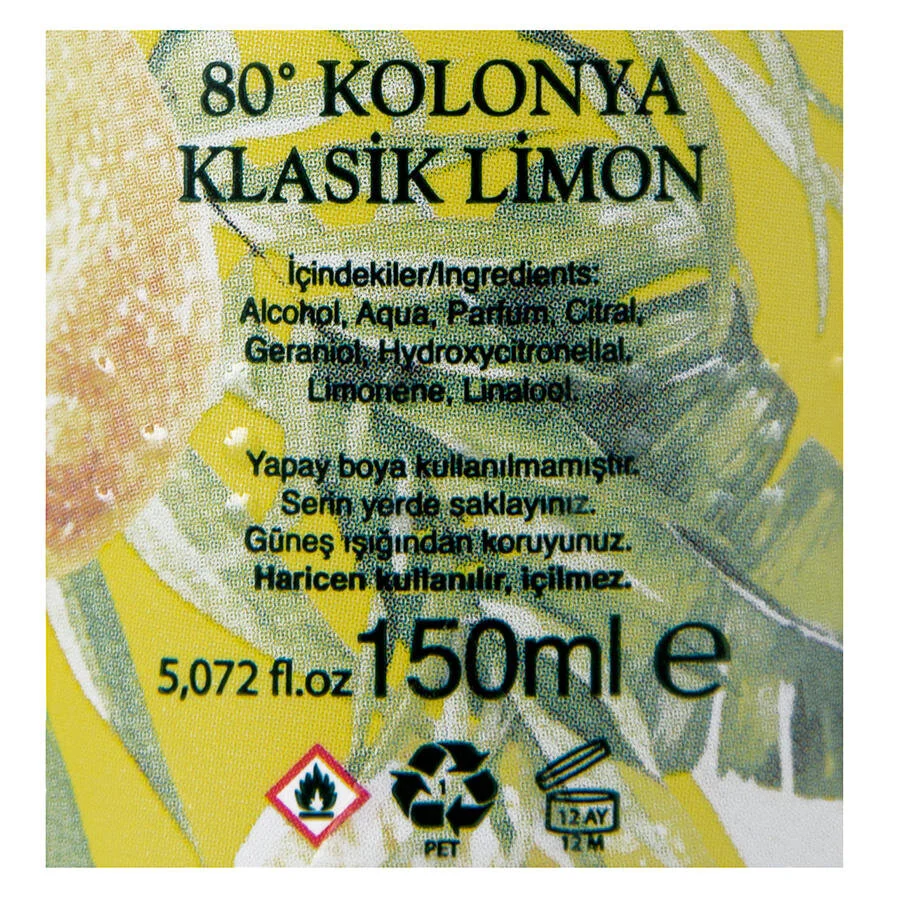 80° KOLONYA
KLASİK LİMON
İçindekiler/Ingredients:
Alcohol, Aqua, Parfum, Citral,
Geraniol, Hydroxycitronellal,
Limonene, Linalool.
Yapay boya kullanılmamıştır.
Serin yerde saklayınız.
Güneş ışığından koruyunuz.
Haricen kullanılır, içilmez.
5,072 fl.oz 150ml e
1
PET
12 AY
12 M